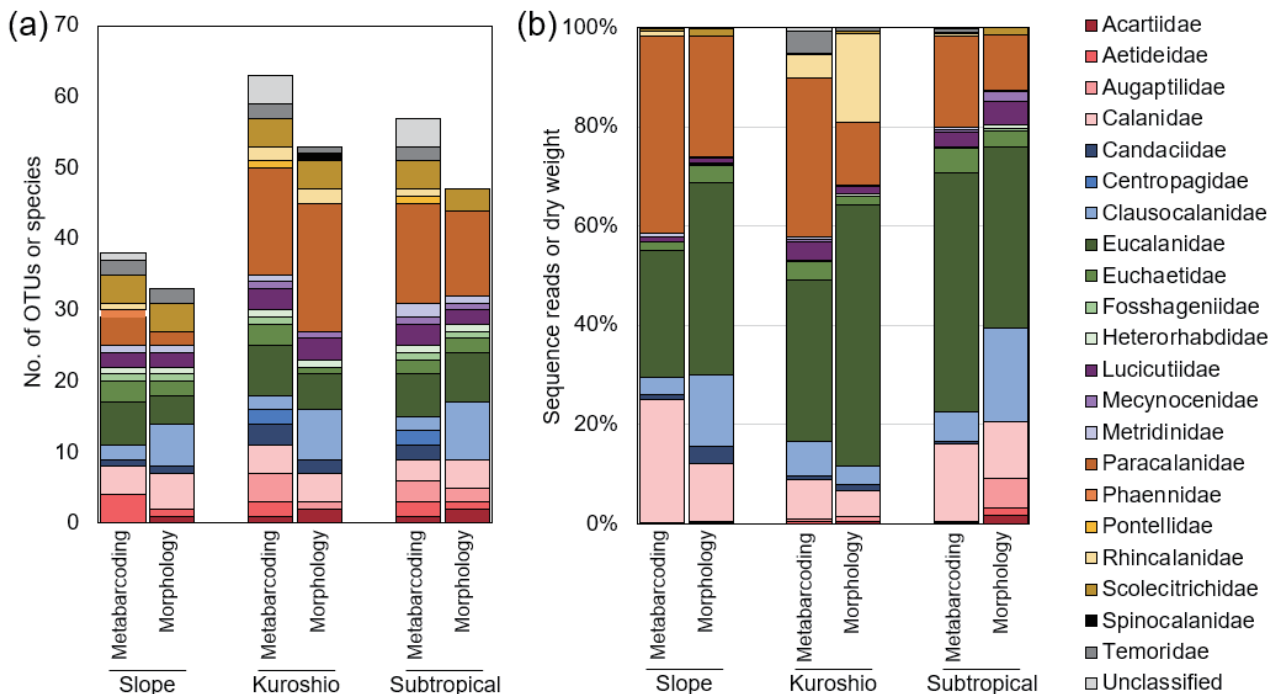 (a)
No. of OTUs or species
70
60
50
40
30
20
10
0
Metabarcoding
Morphology
Metabarcoding
Morphology
Metabarcoding
Morphology
Slope
Kuroshio
Subtropical
(b)
Sequence reads or dry weight
100%
80%
60%
40%
20%
0%
Metabarcoding
Morphology
Metabarcoding
Morphology
Metabarcoding
Morphology
Slope
Kuroshio
Subtropical
Acartiidae
Aetideidae
Augaptilidae
Calanidae
Candaciidae
Centropagidae
Clausocalanidae
Eucalanidae
Euchaetidae
Fosshageniidae
Heterorhabdidae
Lucicutiidae
Mecynocenidae
Metridinidae
Paracalanidae
Phaennidae
Pontellidae
Rhincalanidae
Scolecitrichidae
Spinocalanidae
Temoridae
Unclassified